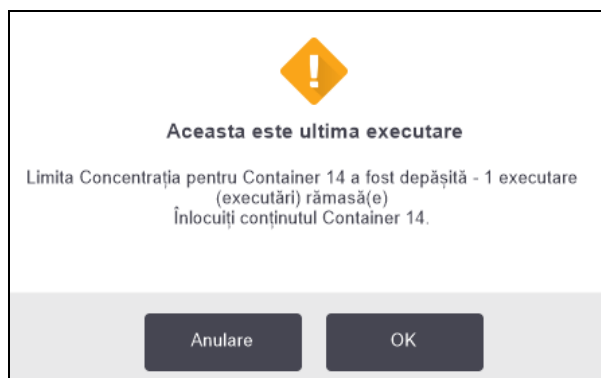 Aceasta este ultima executare
Limita Concentrația pentru Container 14 a fost depășită - 1 executare
(executări) rămasă(e)
Înlocuiți conținutul Container 14.
Anulare
OK